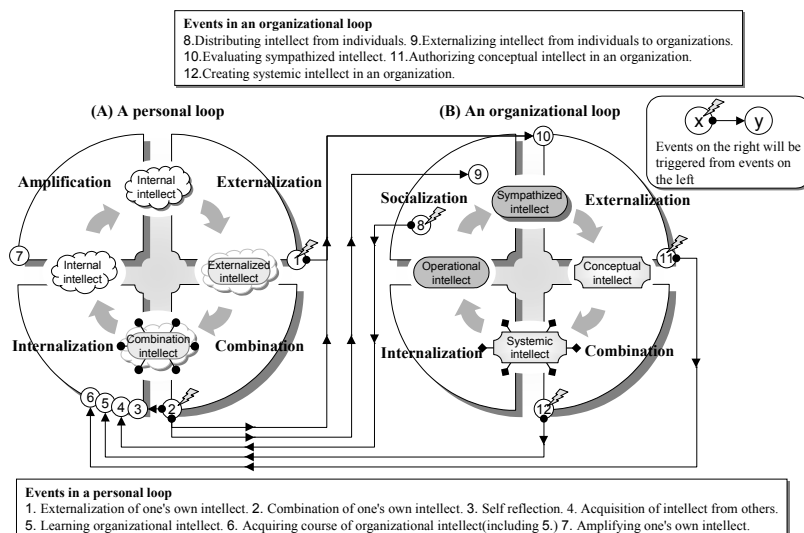 Events in an organizational loop
8.Distributing intellect from individuals. 9.Externalizing intellect from individuals to organizations.
10.Evaluating sympathized intellect. 11.Authorizing conceptual intellect in an organization.
12.Creating systemic intellect in an organization.
(A) A personal loop
(B) An organizational loop
x
y
Events on the right will be
triggered from events on
the left
10
Amplification
Internal
intellect
Externalization
9
Socialization
Sympathized
intellect
Externalization
8
7
Internal
intellect
Externalized
intellect
1
Operational
intellect
Conceptual
intellect
11
Internalization
Combination
intellect
Combination
Internalization
Systemic
intellect
Combination
6
5
4
3
2
12
Events in a personal loop
1. Externalization of one's own intellect. 2. Combination of one's own intellect. 3. Self reflection. 4. Acquisition of intellect from others.
5. Learning organizational intellect. 6. Acquiring course of organizational intellect(including 5.) 7. Amplifying one's own intellect.